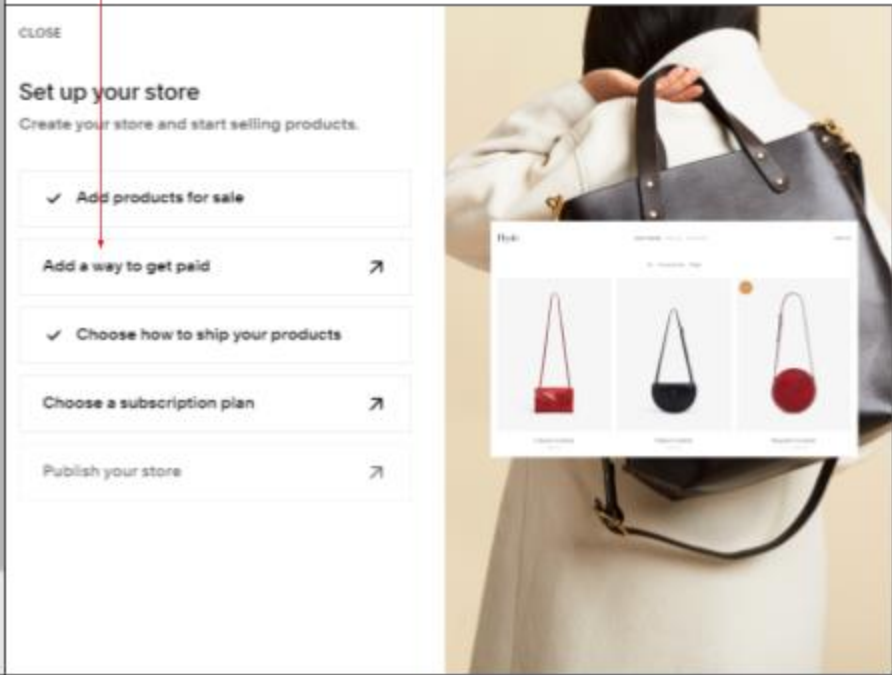 CLOSE
Set up your store
Create your store and start selling products.
Add products for sale
Add a way to get paid
Choose how to ship your products
Choose a subscription plan
Publish your store